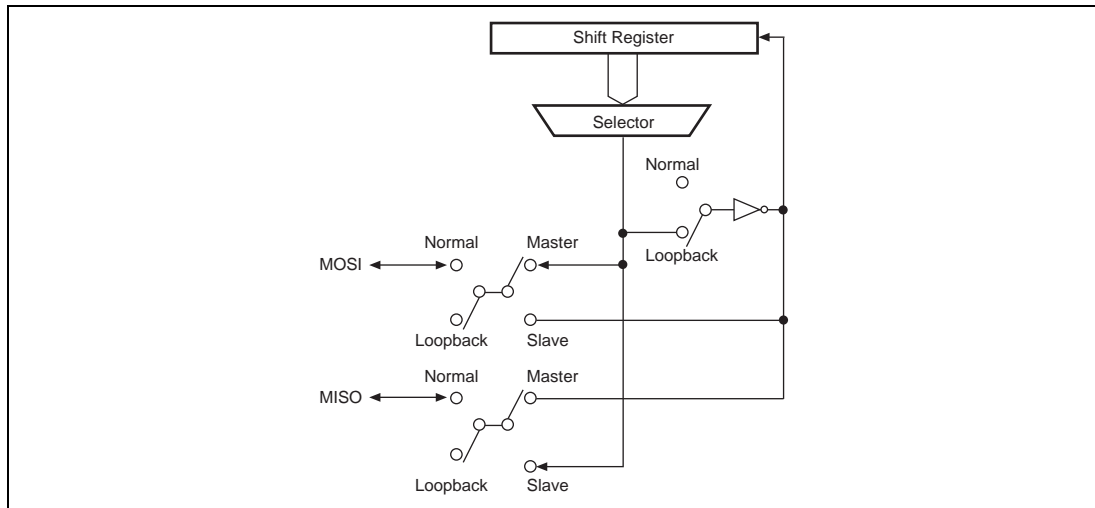 Shift Register
Selector
Normal
Loopback
Normal
Master
MOSI
Loopback
Slave
Normal
Master
MISO
Loopback
Slave